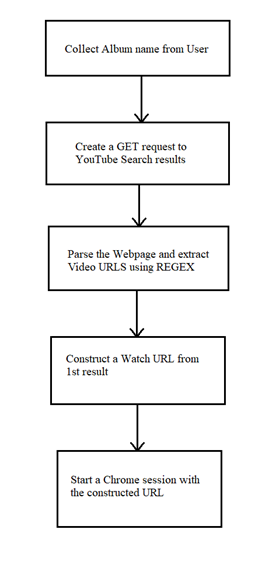 Collect Album name from User
Create a GET request to
YouTube Search results
Parse the Webpage and extract
Video URLS using REGEX
Construct a Watch URL from
1st result
Start a Chrome session with
the constructed URL